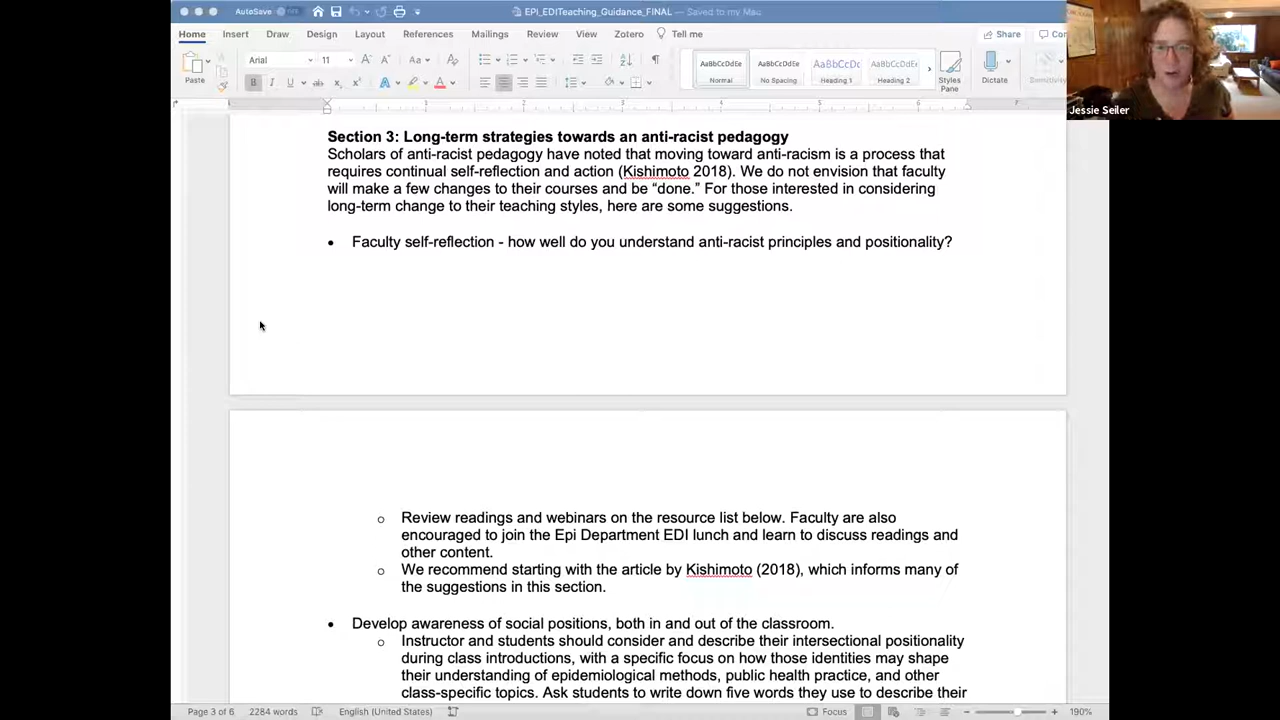 AutoSave
EPI_EDITeaching_Guidance_FINAL — Saved to my Mac
Home Insert Draw Design Layout References Mailings Review View Zotero Tell me Share
Paste
Arial 11
AaBbCcDdEe AaBbCcDdEe AaBbCcDc AaBbCcDdEe
Normal No Spacing Heading 1 Heading 2
Styles Pane
Dictate
Sensitivity
Jessie Seiler
Section 3: Long-term strategies towards an anti-racist pedagogy
Scholars of anti-racist pedagogy have noted that moving toward anti-racism is a process that
requires continual self-reflection and action (Kishimoto 2018). We do not envision that faculty
will make a few changes to their courses and be “done.” For those interested in considering
long-term change to their teaching styles, here are some suggestions.
• Faculty self-reflection - how well do you understand anti-racist principles and positionality?
o Review readings and webinars on the resource list below. Faculty are also
encouraged to join the Epi Department EDI lunch and learn to discuss readings and
other content.
o We recommend starting with the article by Kishimoto (2018), which informs many of
the suggestions in this section.
• Develop awareness of social positions, both in and out of the classroom.
o Instructor and students should consider and describe their intersectional positionality
during class introductions, with a specific focus on how those identities may shape
their understanding of epidemiological methods, public health practice, and other
class-specific topics. Ask students to write down five words they use to describe their
Page 3 of 6 2284 words English (United States) Focus 190%